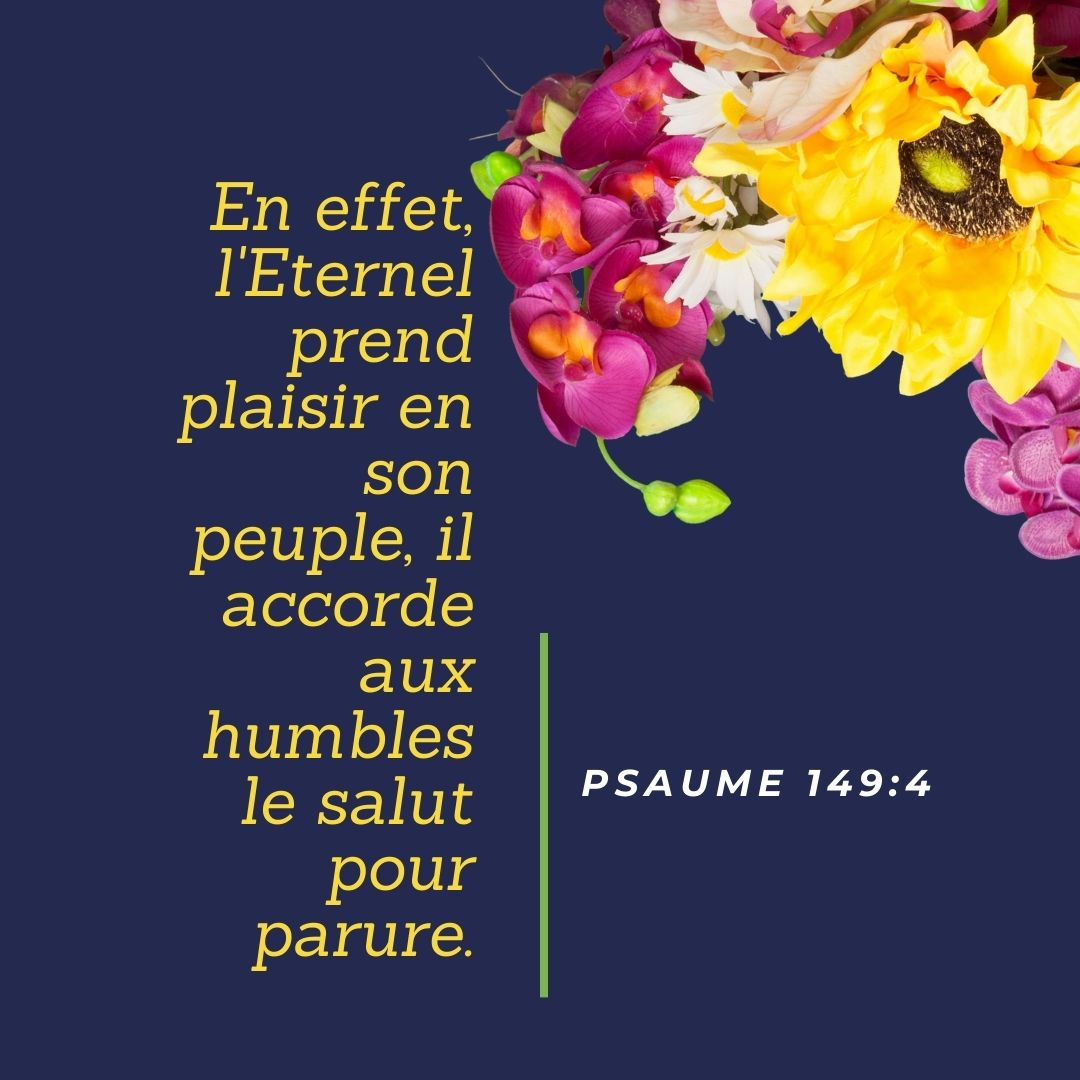 En effet,
l'Eternel
prend
plaisir en
son
peuple, il
accorde
aux
humbles
le salut
pour
parure.
PSAUME 149:4